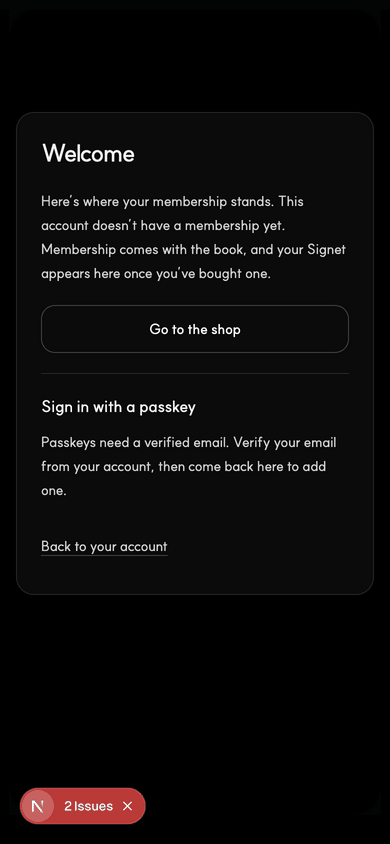 Welcome
Here's where your membership stands. This
account doesn't have a membership yet.
Membership comes with the book, and your Signet
appears here once you've bought one.
Go to the shop
Sign in with a passkey
Passkeys need a verified email. Verify your email
from your account, then come back here to add
one.
Back to your account
N 2 Issues